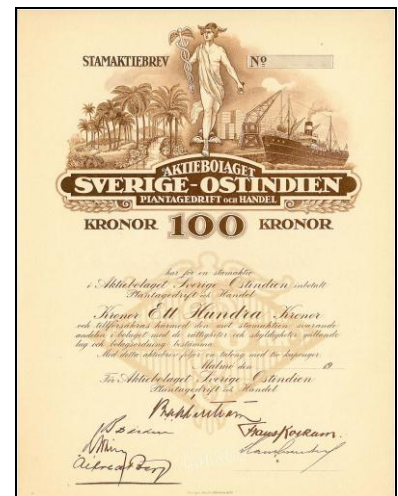 STAMAKTIEBREV
Nº
AKTIEBOLAGET
SVERIGE-OSTINDIEN
PLANTAGEDRIFT OCH HANDEL
KRONOR 100 KRONOR
har för en stamaktie
i Aktiebolaget Sverige Ostindien inbetalt
Plantagedrift och Handel
Kronor Ett Hundra Kronor
och tillförsäkras härmed den mot stamaktien svarande
andelen i bolaget med de rättigheter och skyldigheter gällande
lag och bolagsordning bestämma.
Med detta aktiebrev följer en talong med tio kuponger.
Malmö den 19
För Aktiebolaget Sverige Ostindien
Plantagedrift och Handel
Frans Kockum